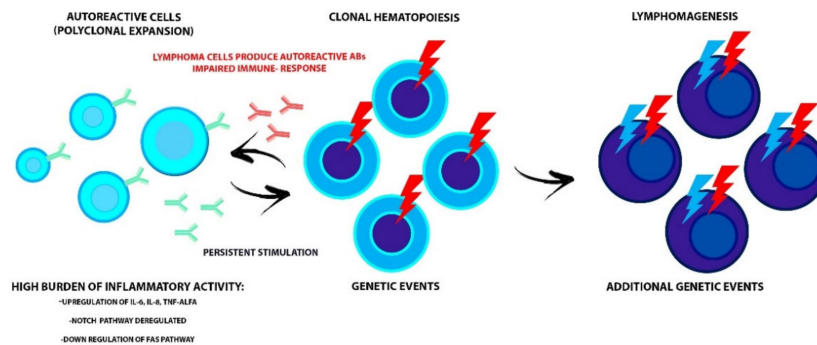 AUTOREACTIVE CELLS
(POLYCLONAL EXPANSION)
CLONAL HEMATOPOIESIS
LYMPHOMAGENESIS
LYMPHOMA CELLS PRODUCE AUTOREACTIVE ABs
IMPAIRED IMMUNE- RESPONSE
PERSISTENT STIMULATION
HIGH BURDEN OF INFLAMMATORY ACTIVITY:
-UPREGULATION OF IL-6, IL-8, TNF-ALFA
-NOTCH PATHWAY DEREGULATED
-DOWN REGULATION OF FAS PATHWAY
GENETIC EVENTS
ADDITIONAL GENETIC EVENTS